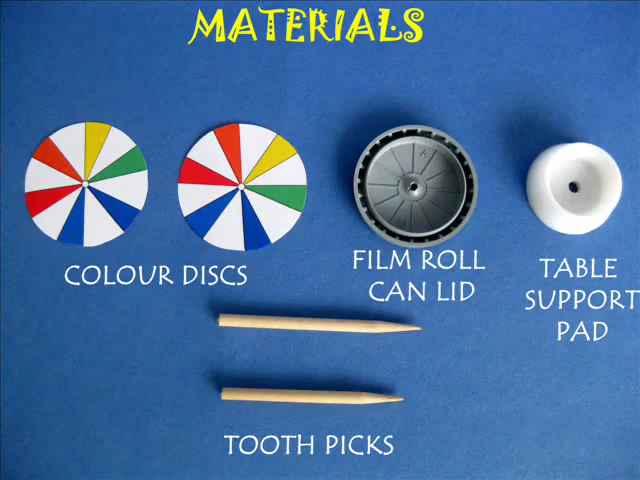 MATERIALS
COLOUR DISCS
FILM ROLL
CAN LID
TABLE
SUPPORT
PAD
TOOTH PICKS